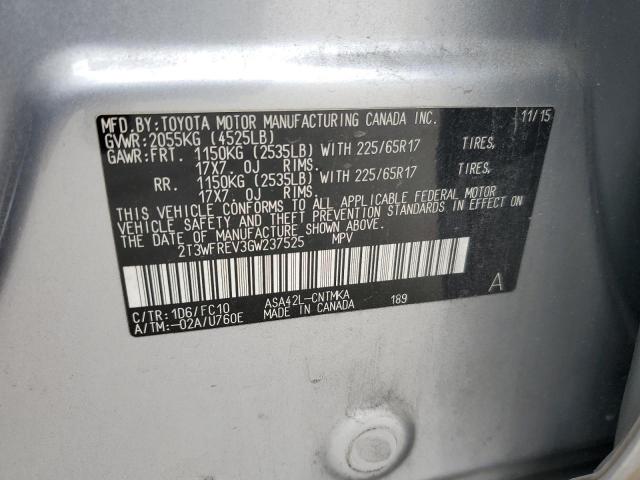 MFD. BY: TOYOTA MOTOR MANUFACTURING CANADA INC. 11/15
GVWR: 2055KG (4525LB)
GAWR: FRT. 1150KG (2535LB) WITH 225/65R17 TIRES,
17X7. 0J RIMS.
RR. 1150KG (2535LB) WITH 225/65R17 TIRES,
17X7. 0J RIMS.
THIS VEHICLE CONFORMS TO ALL APPLICABLE FEDERAL MOTOR
VEHICLE SAFETY AND THEFT PREVENTION STANDARDS IN EFFECT ON
THE DATE OF MANUFACTURE SHOWN ABOVE.
2T3WFREV3GW237525 MPV
C/TR: 1D6/FC10 ASA42L-CNTMKA 189 A
A/TM: -02A/U760E MADE IN CANADA